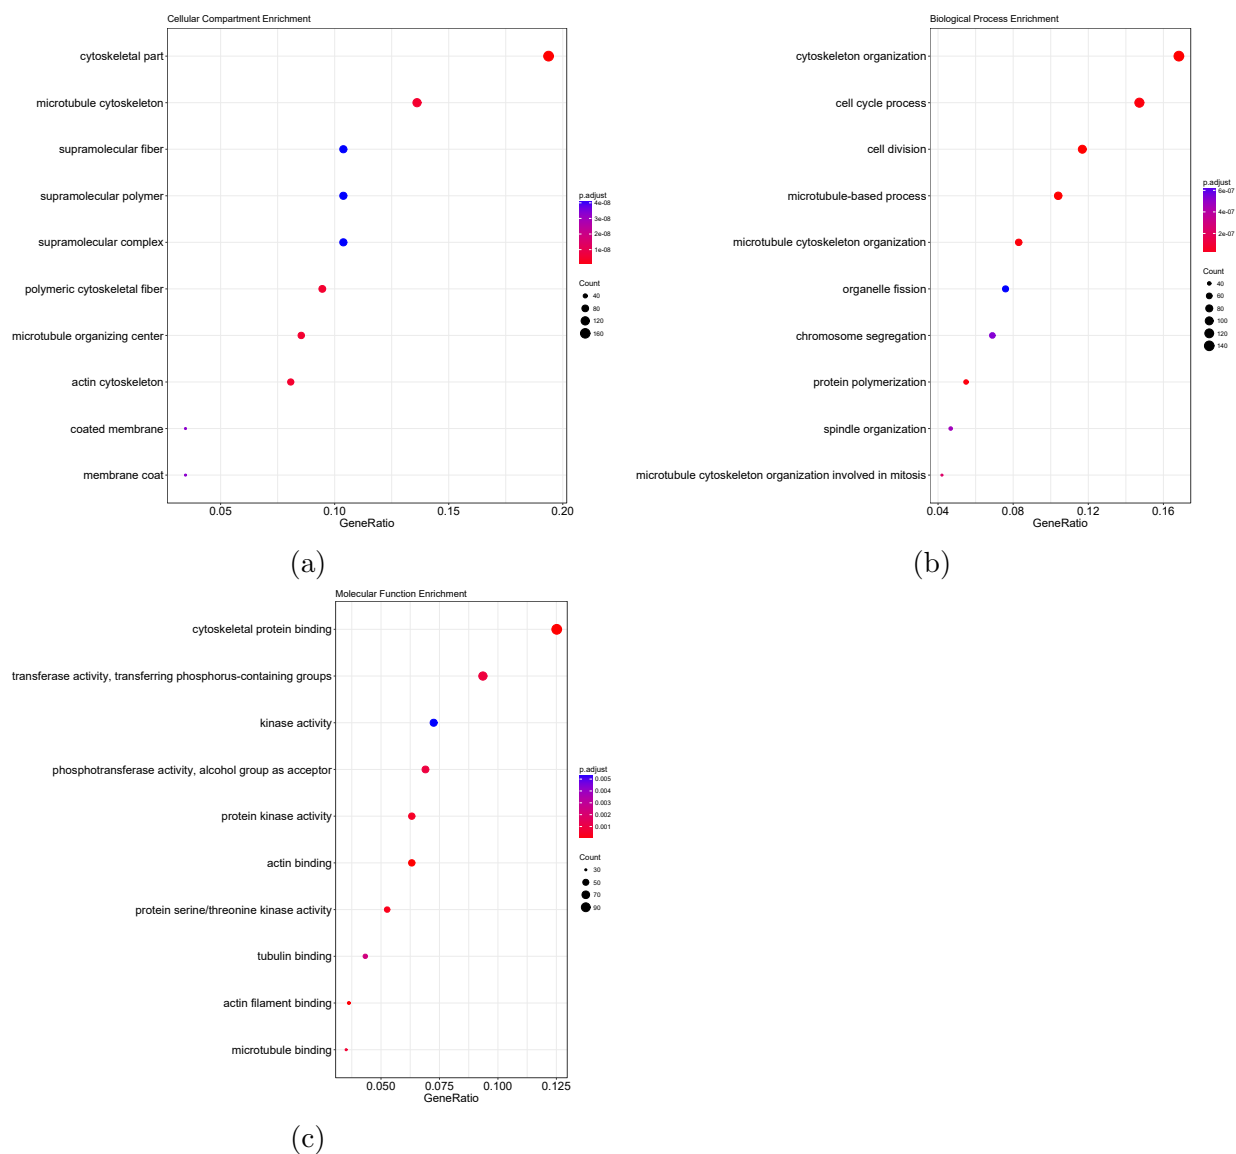 Cellular Compartment Enrichment
cytoskeletal part
microtubule cytoskeleton
supramolecular fiber
supramolecular polymer
supramolecular complex
polymeric cytoskeletal fiber
microtubule organizing center
actin cytoskeleton
coated membrane
membrane coat
0.05 0.10 0.15 0.20
GeneRatio
p.adjust
4e-08
3e-08
2e-08
1e-08
Count
40
80
120
160
(a)
Biological Process Enrichment
cytoskeleton organization
cell cycle process
cell division
microtubule-based process
microtubule cytoskeleton organization
organelle fission
chromosome segregation
protein polymerization
spindle organization
microtubule cytoskeleton organization involved in mitosis
0.04 0.08 0.12 0.16
GeneRatio
p.adjust
6e-07
4e-07
2e-07
Count
40
60
80
100
120
140
(b)
Molecular Function Enrichment
cytoskeletal protein binding
transferase activity, transferring phosphorus-containing groups
kinase activity
phosphotransferase activity, alcohol group as acceptor
protein kinase activity
actin binding
protein serine/threonine kinase activity
tubulin binding
actin filament binding
microtubule binding
0.050 0.075 0.100 0.125
GeneRatio
p.adjust
0.005
0.004
0.003
0.002
0.001
Count
30
50
70
90
(c)